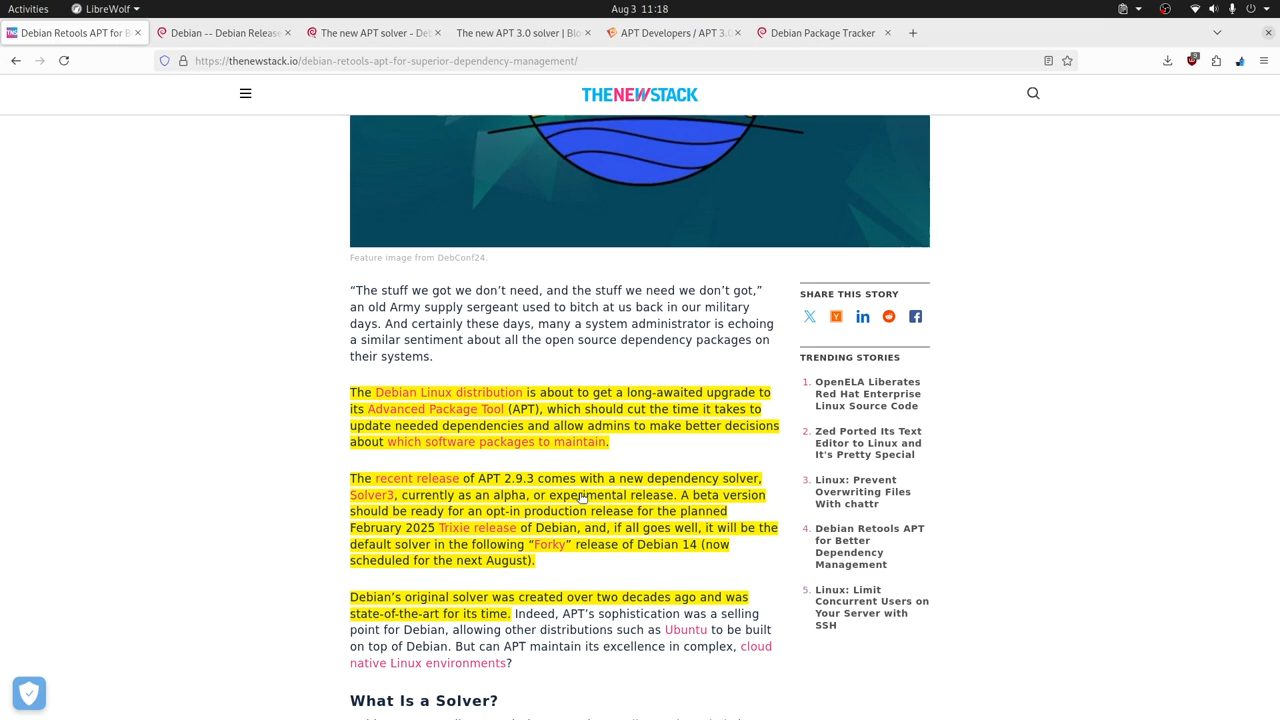 Activities
LibreWolf
Aug 3 11:18
TNS
Debian Retools APT for B
Debian -- Debian Release
The new APT solver - Deb
The new APT 3.0 solver | Blo
APT Developers / APT 3.0
Debian Package Tracker
https://thenewstack.io/debian-retools-apt-for-superior-dependency-management/
9
THENEWSTACK
Feature image from DebConf24.
“The stuff we got we don’t need, and the stuff we need we don’t got,”
an old Army supply sergeant used to bitch at us back in our military
days. And certainly these days, many a system administrator is echoing
a similar sentiment about all the open source dependency packages on
their systems.
The Debian Linux distribution is about to get a long-awaited upgrade to
its Advanced Package Tool (APT), which should cut the time it takes to
update needed dependencies and allow admins to make better decisions
about which software packages to maintain.
The recent release of APT 2.9.3 comes with a new dependency solver,
Solver3, currently as an alpha, or experimental release. A beta version
should be ready for an opt-in production release for the planned
February 2025 Trixie release of Debian, and, if all goes well, it will be the
default solver in the following “Forky” release of Debian 14 (now
scheduled for the next August).
Debian’s original solver was created over two decades ago and was
state-of-the-art for its time. Indeed, APT’s sophistication was a selling
point for Debian, allowing other distributions such as Ubuntu to be built
on top of Debian. But can APT maintain its excellence in complex, cloud
native Linux environments?
What Is a Solver?
SHARE THIS STORY
TRENDING STORIES
1. OpenELA Liberates
Red Hat Enterprise
Linux Source Code
2. Zed Ported Its Text
Editor to Linux and
It's Pretty Special
3. Linux: Prevent
Overwriting Files
With chattr
4. Debian Retools APT
for Better
Dependency
Management
5. Linux: Limit
Concurrent Users on
Your Server with
SSH